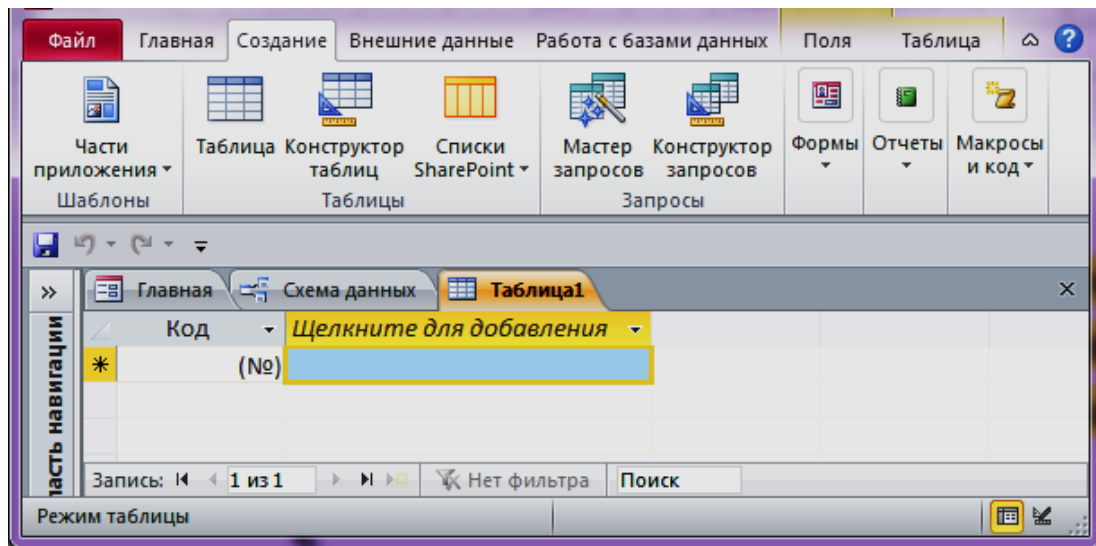 Файл Главная Создание Внешние данные Работа с базами данных Поля Таблица
Части приложения
Таблица
Конструктор таблиц
Списки SharePoint
Мастер запросов
Конструктор запросов
Формы
Отчеты
Макросы и код
Шаблоны Таблицы Запросы
Главная Схема данных Таблица1
Код Щелкните для добавления
(№)
навигации
Запись: 1 из 1 Нет фильтра Поиск
Режим таблицы